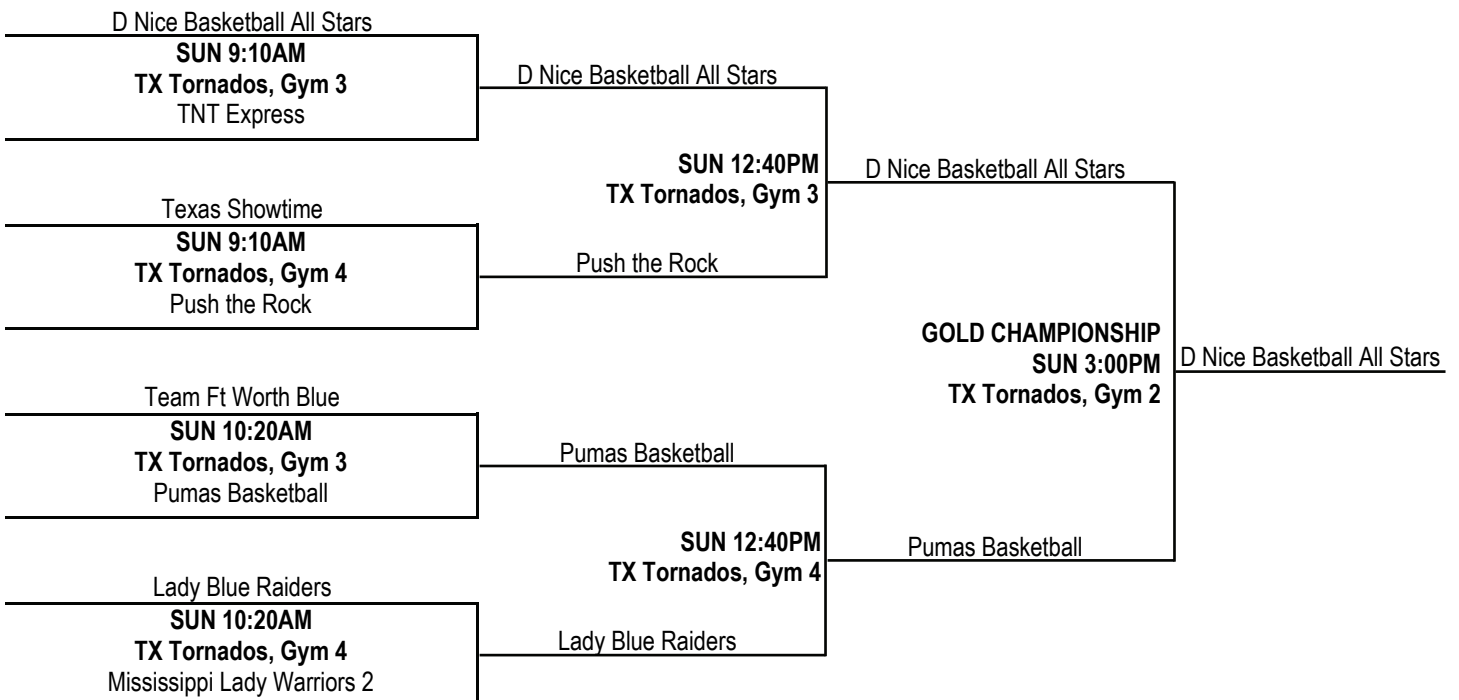 D Nice Basketball All Stars
SUN 9:10AM
TX Tornados, Gym 3
TNT Express
D Nice Basketball All Stars
SUN 12:40PM
TX Tornados, Gym 3
D Nice Basketball All Stars
Texas Showtime
SUN 9:10AM
TX Tornados, Gym 4
Push the Rock
Push the Rock
GOLD CHAMPIONSHIP
SUN 3:00PM
TX Tornados, Gym 2
D Nice Basketball All Stars
Team Ft Worth Blue
SUN 10:20AM
TX Tornados, Gym 3
Pumas Basketball
Pumas Basketball
SUN 12:40PM
TX Tornados, Gym 4
Pumas Basketball
Lady Blue Raiders
SUN 10:20AM
TX Tornados, Gym 4
Mississippi Lady Warriors 2
Lady Blue Raiders